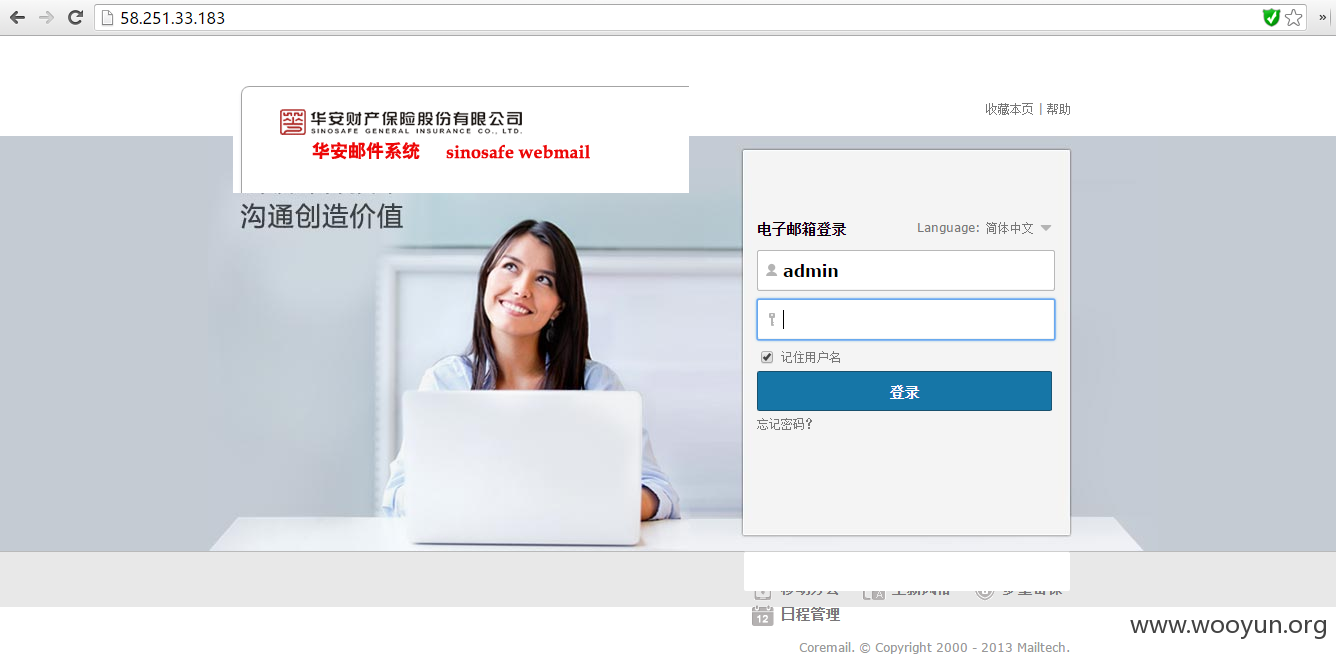 58.251.33.183
»
收藏本页 | 帮助
华安财产保险股份有限公司
SINOSAFE GENERAL INSURANCE CO., LTD.
华安邮件系统 sinosafe webmail
沟通创造价值
电子邮箱登录 Language: 简体中文
admin
记住用户名
登录
忘记密码?
12 日程管理
www.wooyun.org
Coremail. © Copyright 2000 - 2013 Mailtech.